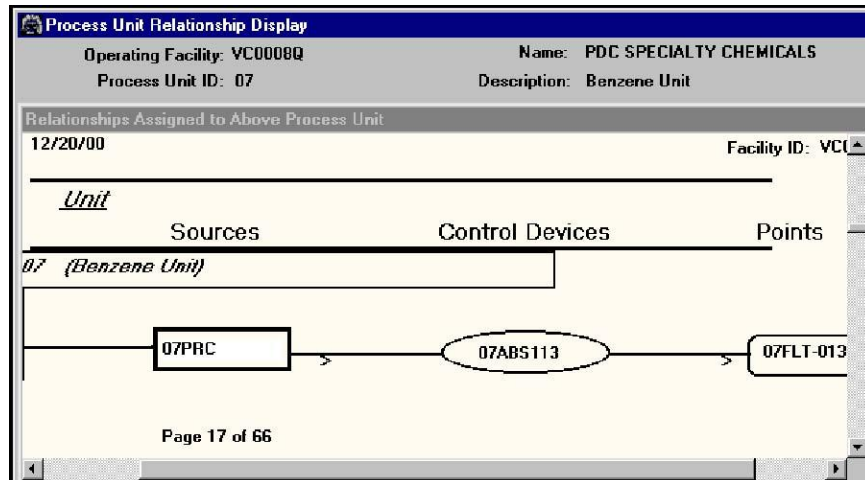 Process Unit Relationship Display
Operating Facility: VC0008Q Name: PDC SPECIALTY CHEMICALS
Process Unit ID: 07 Description: Benzene Unit
Relationships Assigned to Above Process Unit
12/20/00 Facility ID: VC(
Unit
Sources Control Devices Points
07 (Benzene Unit)
07PRC > 07ABS113 > 07FLT-013
Page 17 of 66